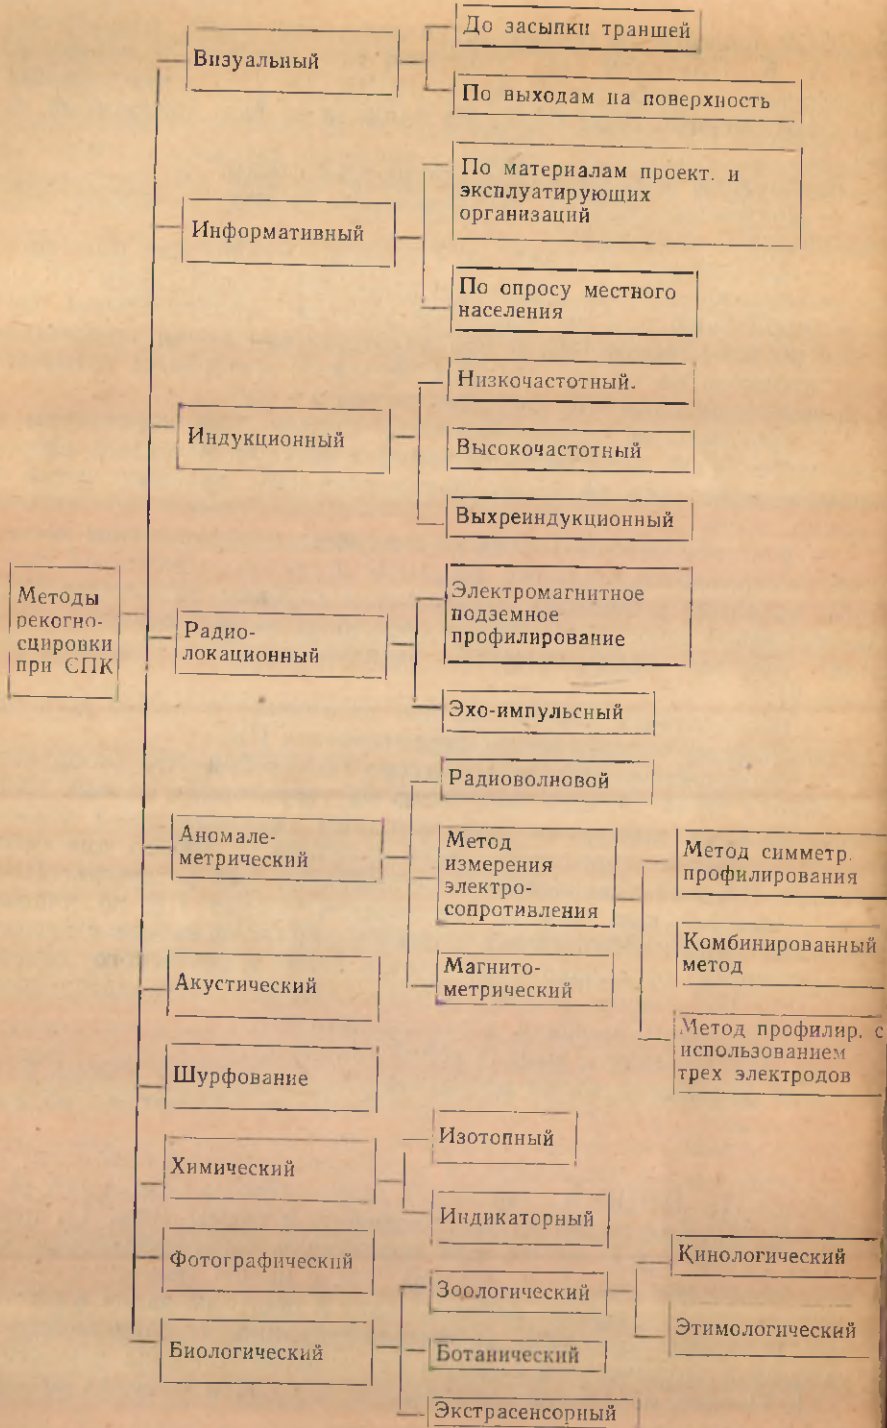 До засыпки траншей
Визуальный
По выходам на поверхность
По материалам проект. и
эксплуатирующих
организаций
Информативный
По опросу местного
населения
Низкочастотный.
Индукционный
Высокочастотный
Выхреиндукционный
Методы
рекогно-
сцировки
при СПК
Электромагнитное
подземное
профилирование
Радио-
локационный
Эхо-импульсный
Радиоволновой
Аномале-
метрический
Метод
измерения
электро-
сопротивления
Метод симметр.
профилирования
Комбинированный
метод
Магнито-
метрический
Метод профилир. с
использованием
трех электродов
Акустический
Шурфование
Изотопный
Химический
Индикаторный
Фотографический
Кинологический
Зоологический
Этимологический
Биологический
Ботанический
Экстрасенсорный